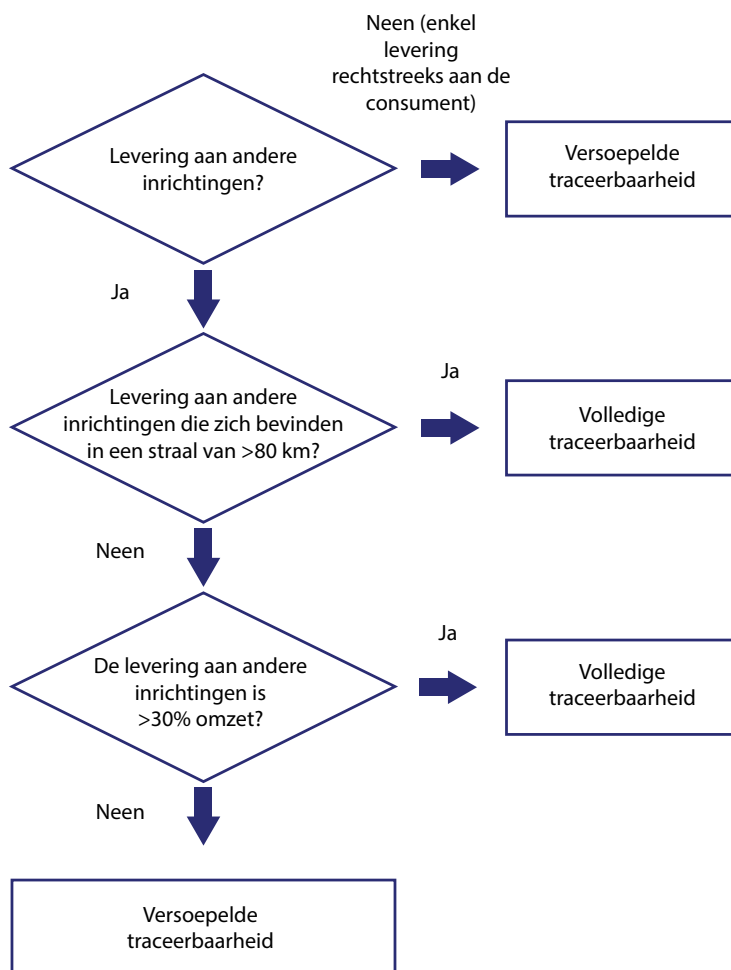 Neen (enkel
levering
rechtstreeks aan de
consument)
Levering aan andere
inrichtingen?
Versoepelde
traceerbaarheid
Ja
Levering aan andere
inrichtingen die zich bevinden
in een straal van >80 km?
Ja
Volledige
traceerbaarheid
Neen
De levering aan andere
inrichtingen is
>30% omzet?
Ja
Volledige
traceerbaarheid
Neen
Versoepelde
traceerbaarheid